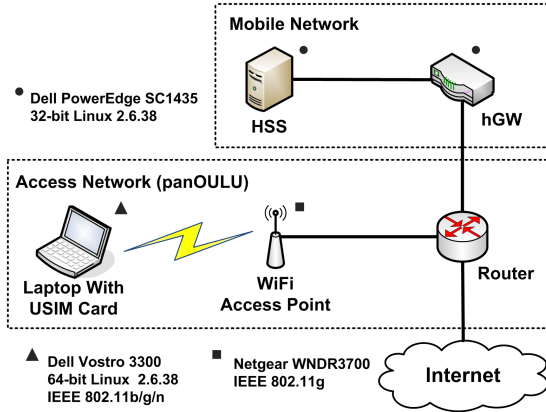 Mobile Network
HSS
hGW
Dell PowerEdge SC1435
32-bit Linux 2.6.38
Access Network (panOULU)
Laptop With
USIM Card
WiFi
Access Point
Router
Dell Vostro 3300
64-bit Linux 2.6.38
IEEE 802.11b/g/n
Netgear WNDR3700
IEEE 802.11g
Internet